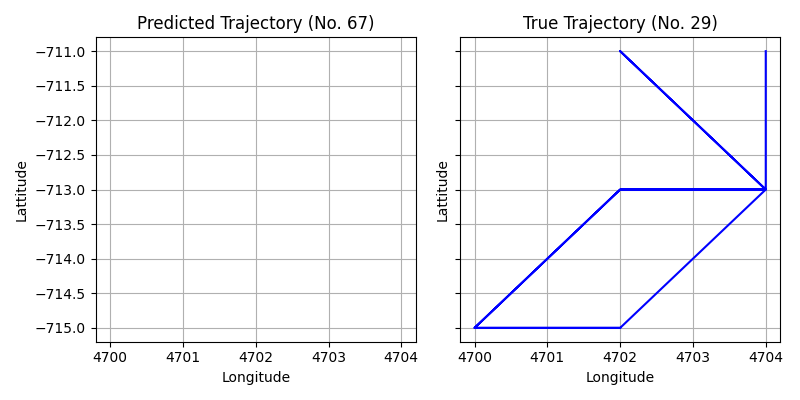 Predicted Trajectory (No. 67)
True Trajectory (No. 29)
−711.0
−711.5
−712.0
−712.5
−713.0
−713.5
−714.0
−714.5
−715.0
Lattitude
Lattitude
4700 4701 4702 4703 4704
4700 4701 4702 4703 4704
Longitude
Longitude